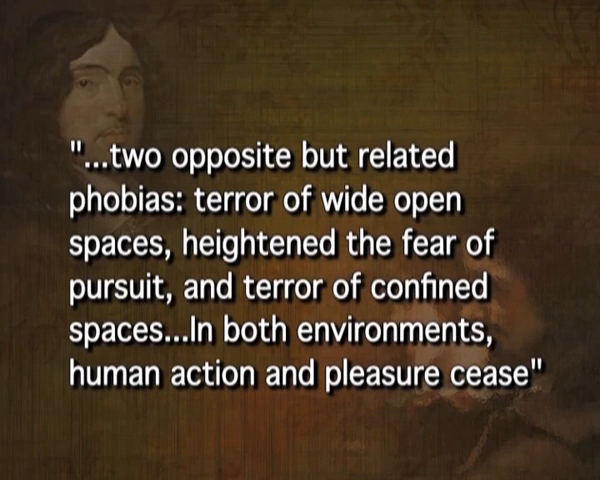 "...two opposite but related
phobias: terror of wide open
spaces, heightened the fear of
pursuit, and terror of confined
spaces...In both environments,
human action and pleasure cease"